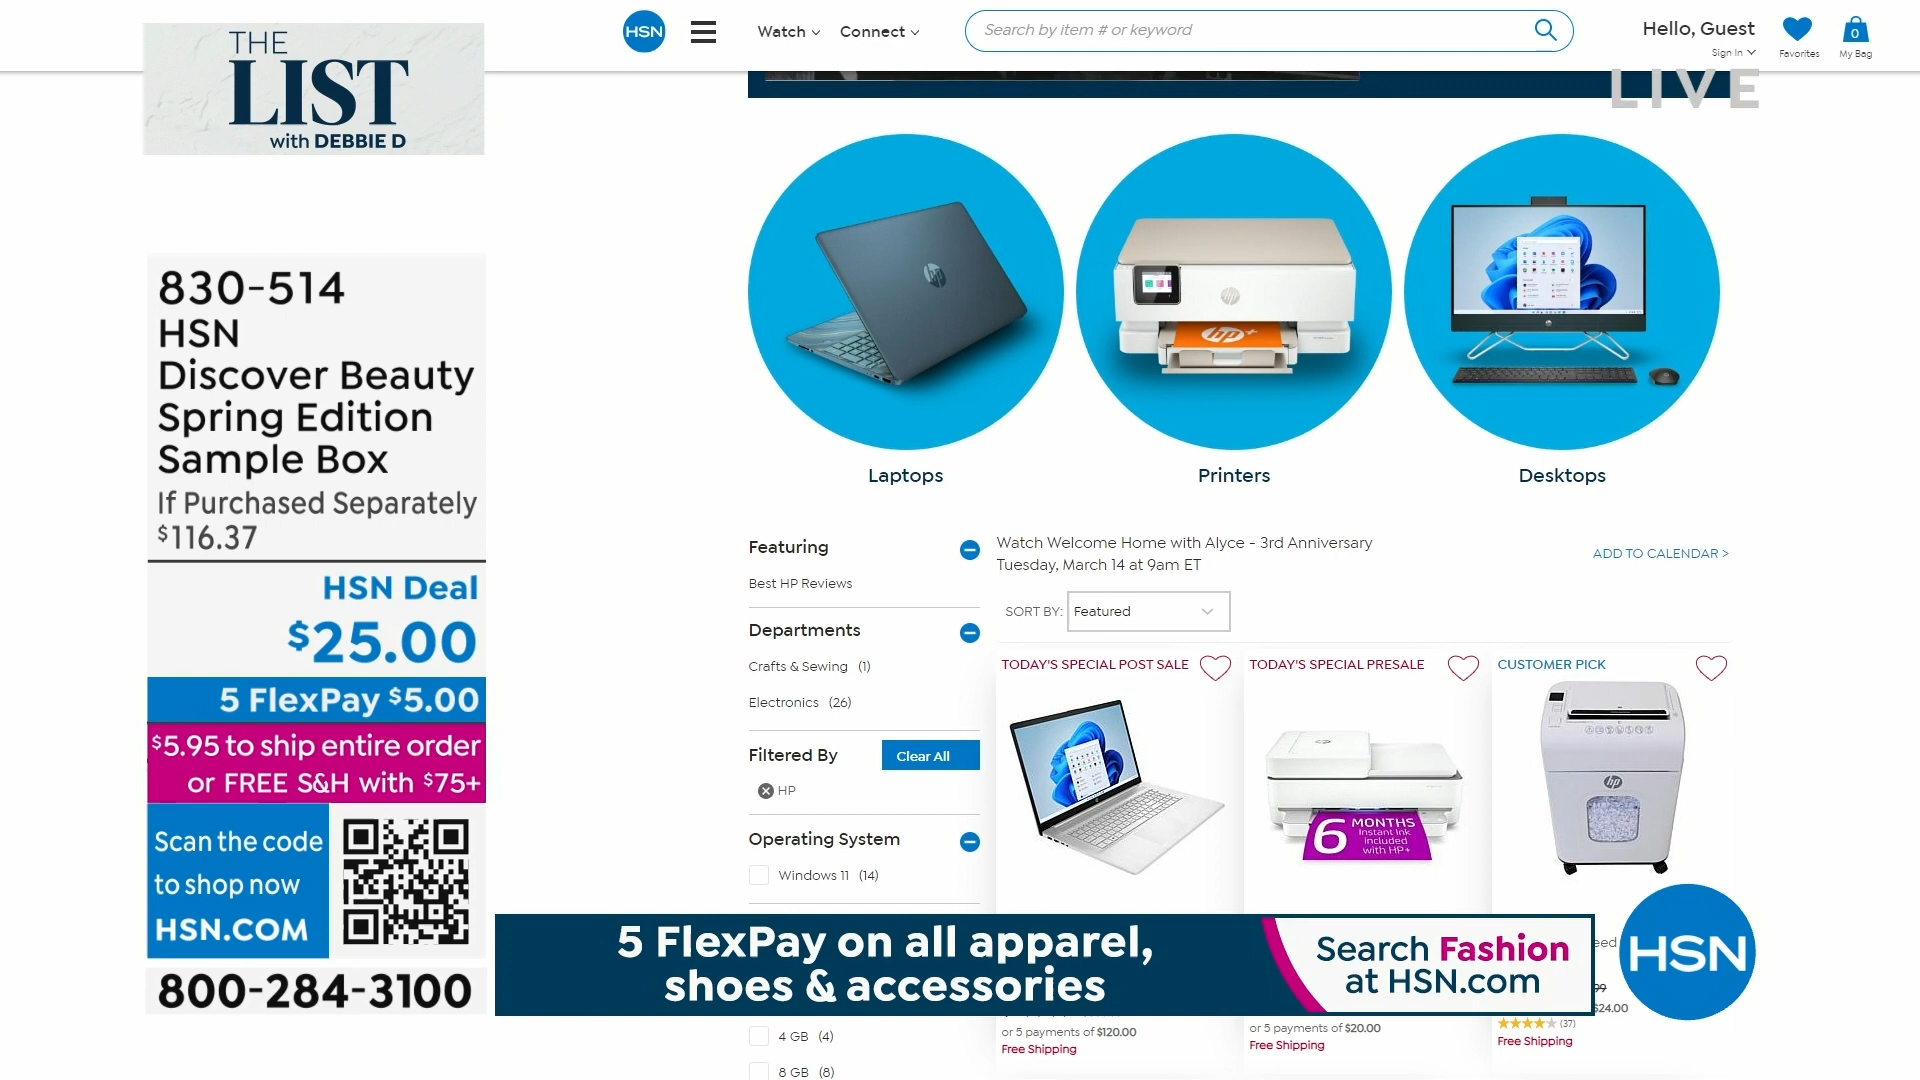 THE
LIST
with DEBBIE D
HSN
Watch
Connect
Search by item # or keyword
Hello, Guest
Sign In
Favorites
0
My Bag
LIVE
830-514
HSN
Discover Beauty
Spring Edition
Sample Box
If Purchased Separately
$116.37
HSN Deal
$25.00
5 FlexPay $5.00
$5.95 to ship entire order
or FREE S&H with $75+
Scan the code
to shop now
HSN.COM
800-284-3100
hp
hp
hp+
Laptops
Printers
Desktops
Featuring
Best HP Reviews
Departments
Crafts & Sewing (1)
Electronics (26)
Filtered By
Clear All
HP
Operating System
Windows 11 (14)
4 GB (4)
8 GB (8)
Watch Welcome Home with Alyce - 3rd Anniversary
Tuesday, March 14 at 9am ET
ADD TO CALENDAR >
SORT BY: Featured
TODAY'S SPECIAL POST SALE
TODAY'S SPECIAL PRESALE
CUSTOMER PICK
6 MONTHS
Instant Ink
included
with HP+
hp
5 FlexPay on all apparel,
shoes & accessories
Search Fashion
at HSN.com
HSN
$24.00
or 5 payments of $120.00
Free Shipping
or 5 payments of $20.00
Free Shipping
(37)
Free Shipping